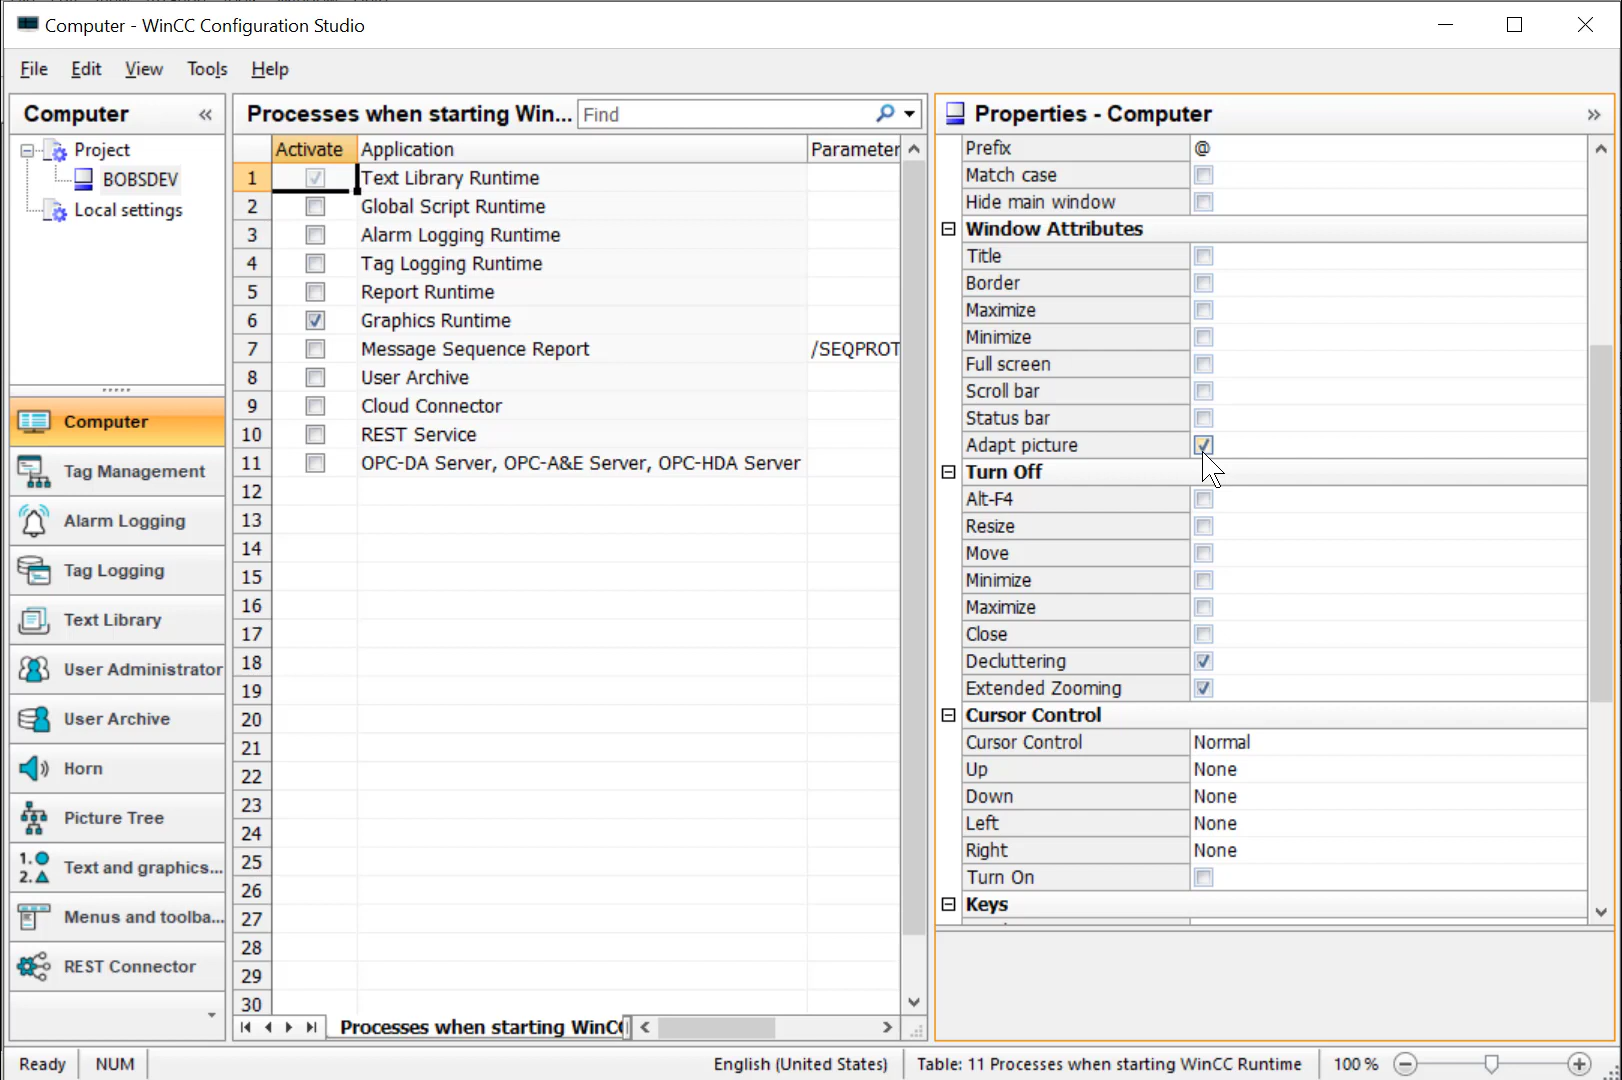 Computer - WinCC Configuration Studio
File Edit View Tools Help
Computer «
Project
BOBSDEV
Local settings
Computer
Tag Management
Alarm Logging
Tag Logging
Text Library
User Administrator
User Archive
Horn
Picture Tree
1. 2. Text and graphics...
Menus and toolba...
REST Connector
Processes when starting Win... Find
Activate Application Parameter
1 Text Library Runtime
2 Global Script Runtime
3 Alarm Logging Runtime
4 Tag Logging Runtime
5 Report Runtime
6 Graphics Runtime
7 Message Sequence Report /SEQPROT
8 User Archive
9 Cloud Connector
10 REST Service
11 OPC-DA Server, OPC-A&E Server, OPC-HDA Server
12
13
14
15
16
17
18
19
20
21
22
23
24
25
26
27
28
29
30
Processes when starting WinCC
Properties - Computer »
Prefix @
Match case
Hide main window
Window Attributes
Title
Border
Maximize
Minimize
Full screen
Scroll bar
Status bar
Adapt picture
Turn Off
Alt-F4
Resize
Move
Minimize
Maximize
Close
Decluttering
Extended Zooming
Cursor Control
Cursor Control Normal
Up None
Down None
Left None
Right None
Turn On
Keys
Ready NUM English (United States) Table: 11 Processes when starting WinCC Runtime 100 %